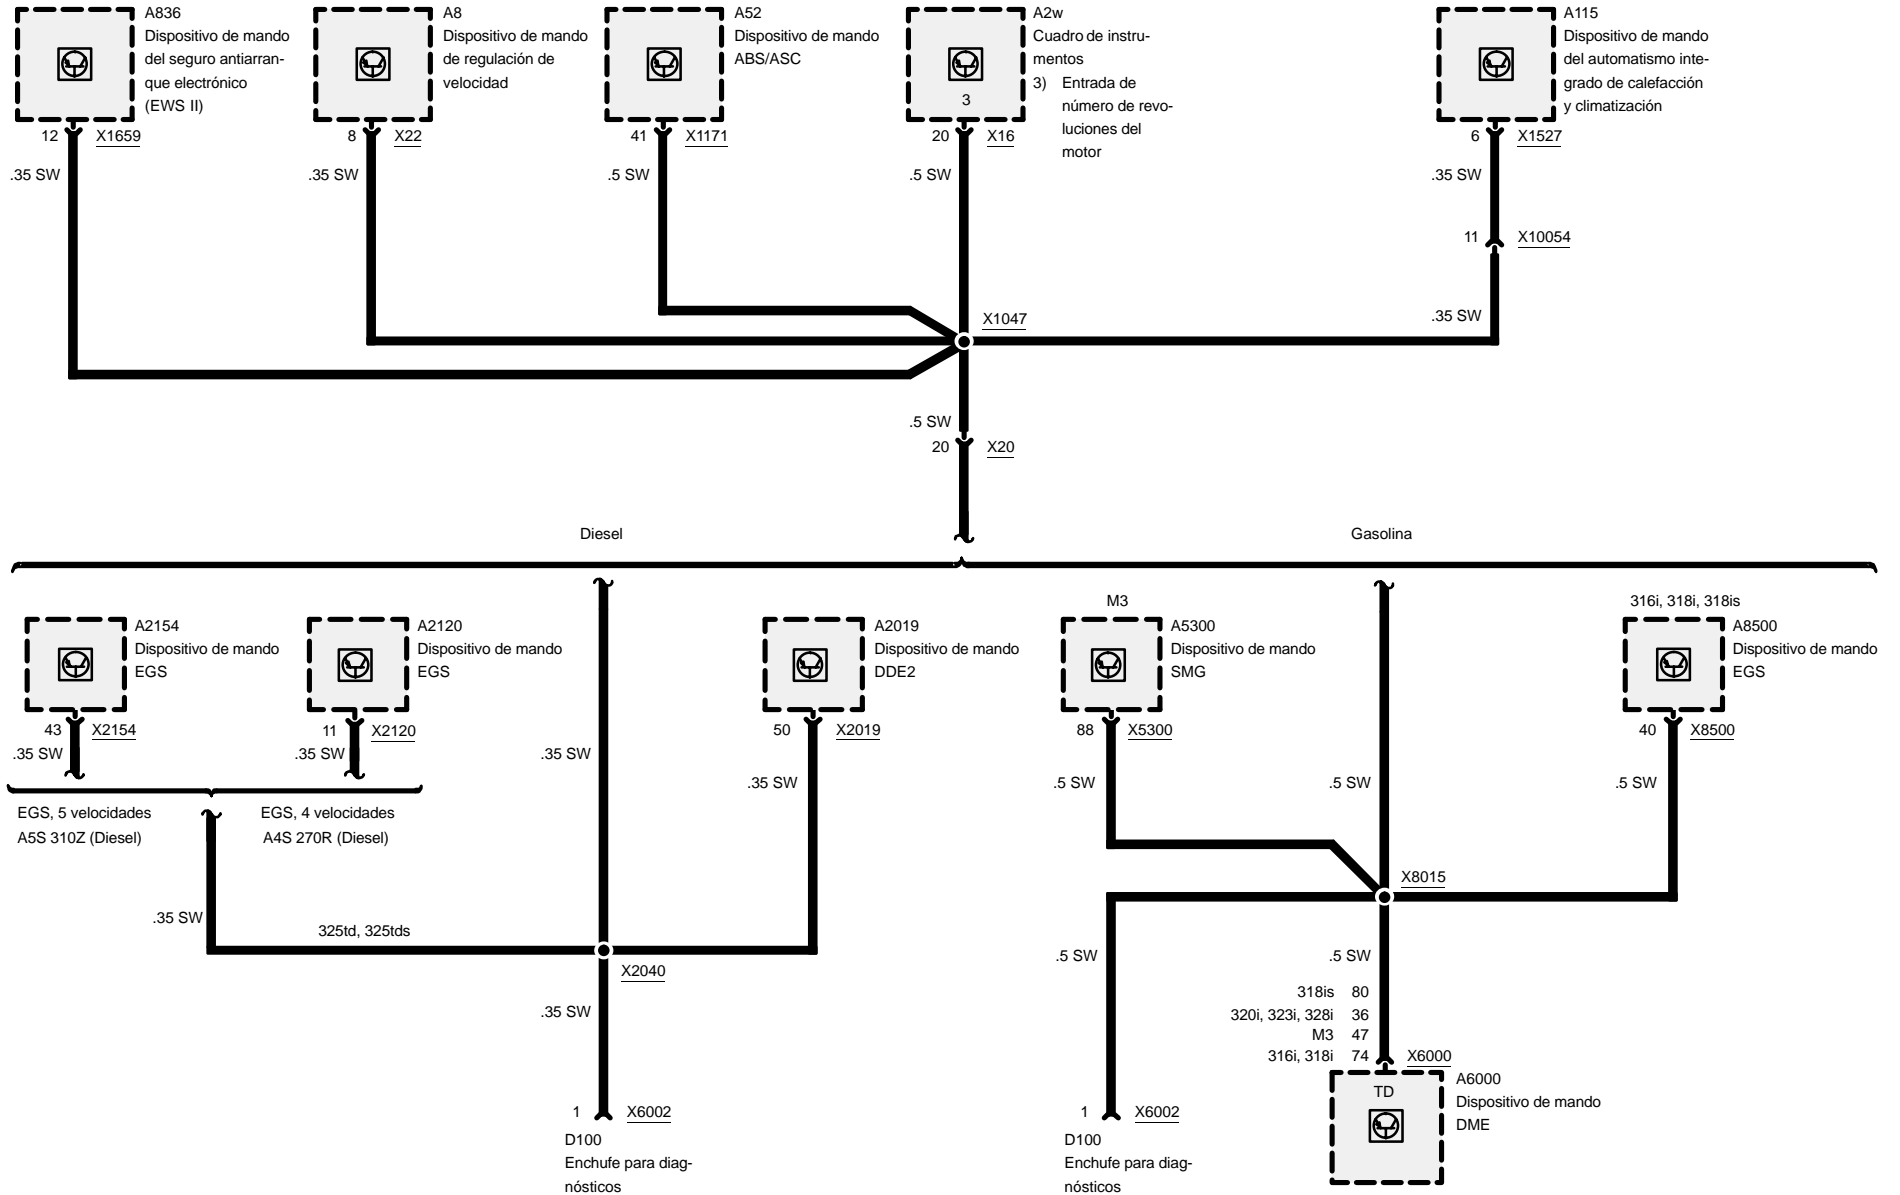 A836
Dispositivo de mando
del seguro antiarran-
que electrónico
(EWS II)
12 X1659
.35 SW
A8
Dispositivo de mando
de regulación de
velocidad
8 X22
.35 SW
A52
Dispositivo de mando
ABS/ASC
41 X1171
.5 SW
A2w
Cuadro de instru-
mentos
3) Entrada de
número de revo-
luciones del
motor
3
20 X16
.5 SW
A115
Dispositivo de mando
del automatismo inte-
grado de calefacción
y climatización
6 X1527
.35 SW
11 X10054
.35 SW
X1047
.5 SW
20 X20
Diesel
Gasolina
A2154
Dispositivo de mando
EGS
43 X2154
.35 SW
A2120
Dispositivo de mando
EGS
11 X2120
.35 SW
EGS, 5 velocidades
A5S 310Z (Diesel)
EGS, 4 velocidades
A4S 270R (Diesel)
.35 SW
325td, 325tds
.35 SW
A2019
Dispositivo de mando
DDE2
50 X2019
.35 SW
X2040
.35 SW
1 X6002
D100
Enchufe para diag-
nósticos
M3
A5300
Dispositivo de mando
SMG
88 X5300
.5 SW
.5 SW
316i, 318i, 318is
A8500
Dispositivo de mando
EGS
40 X8500
.5 SW
X8015
.5 SW
.5 SW
318is 80
320i, 323i, 328i 36
M3 47
316i, 318i 74 X6000
TD
A6000
Dispositivo de mando
DME
1 X6002
D100
Enchufe para diag-
nósticos